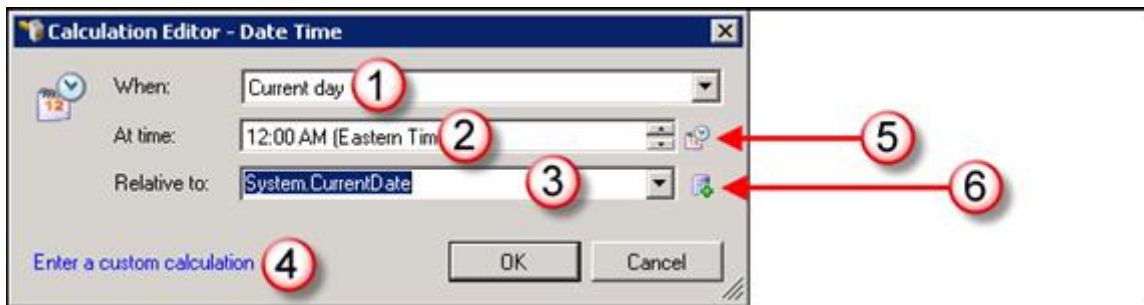 Calculation Editor - Date Time
When: Current day 1
At time: 12:00 AM (Eastern Tim 2 5
Relative to: System.CurrentDate 3 6
Enter a custom calculation 4 OK Cancel
12